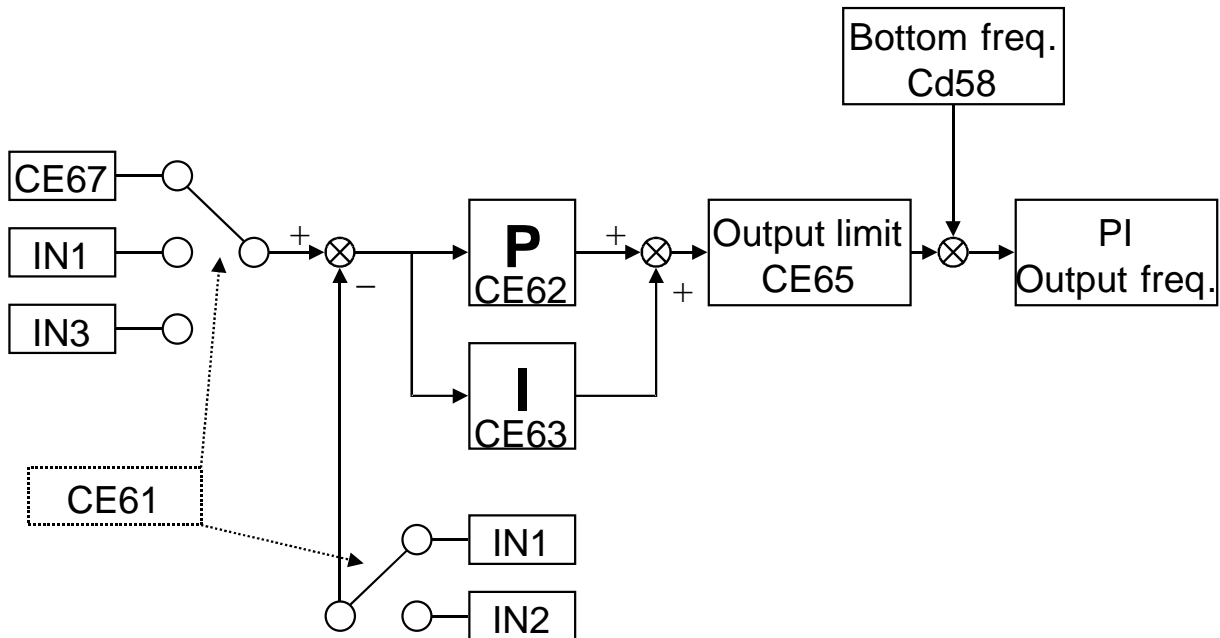 Bottom freq.
Cd58
CE67
IN1
IN3
+
−
P
CE62
I
CE63
+
+
Output limit
CE65
PI
Output freq.
CE61
IN1
IN2